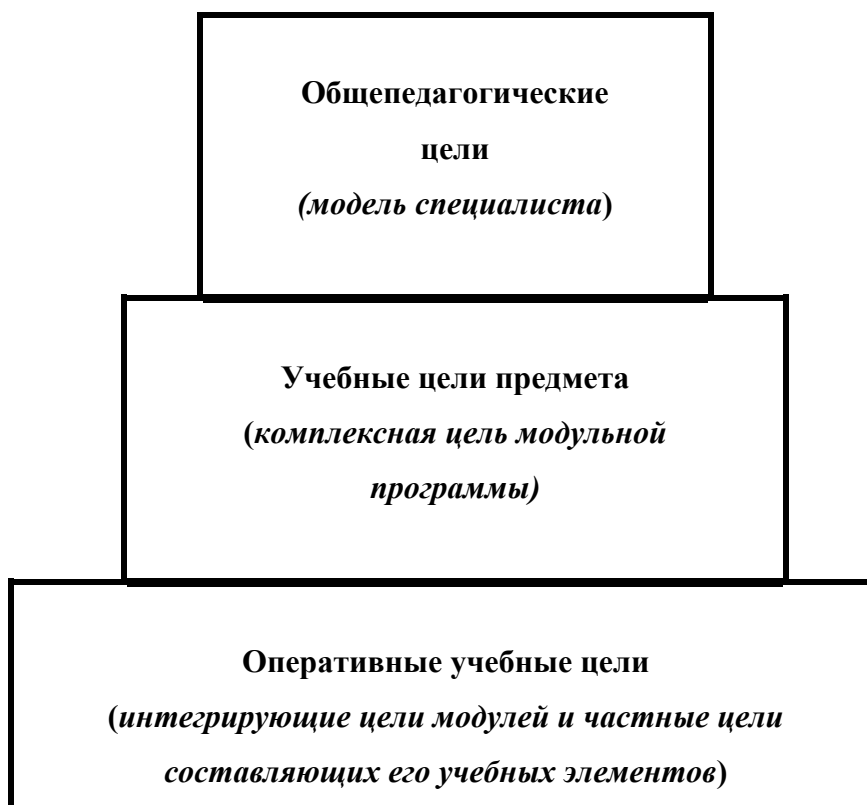 Общепедагогические
цели
(модель специалиста)
Учебные цели предмета
(комплексная цель модульной
программы)
Оперативные учебные цели
(интегрирующие цели модулей и частные цели
составляющих его учебных элементов)